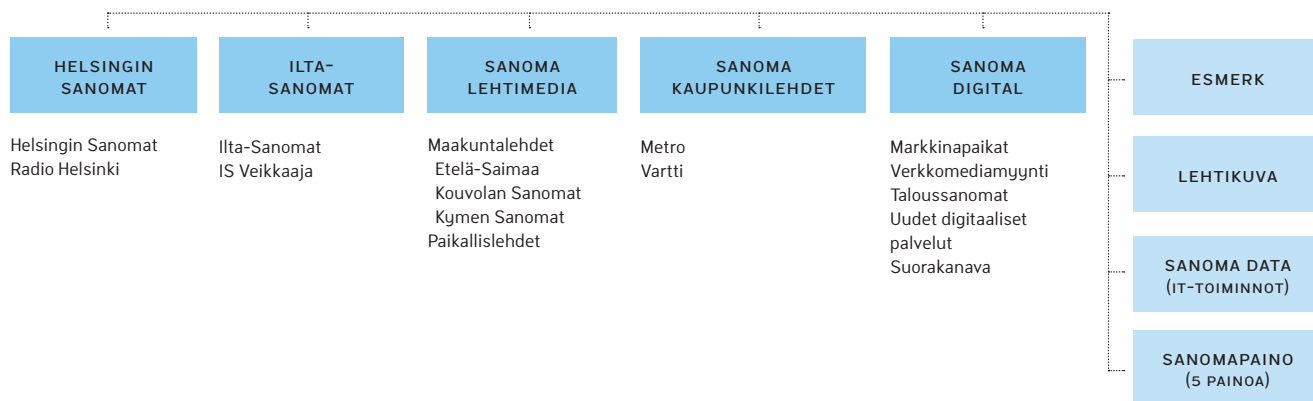 HELSINGIN
SANOMAT
Helsingin Sanomat
Radio Helsinki
ILTA-
SANOMAT
Ilta-Sanomat
IS Veikkaaja
SANOMA
LEHTIMEDIA
Maakuntalehdet
Etelä-Saimaa
Kouvolan Sanomat
Kymen Sanomat
Paikallislehdet
SANOMA
KAUPUNKILEHDET
Metro
Vartti
SANOMA
DIGITAL
Markkinapaikat
Verkkomediamyynti
Taloussanomat
Uudet digitaaliset
palvelut
Suorakanava
ESMERK
LEHTIKUVA
SANOMA DATA
(IT-TOIMINNOT)
SANOMAPAINO
(5 PAINOA)